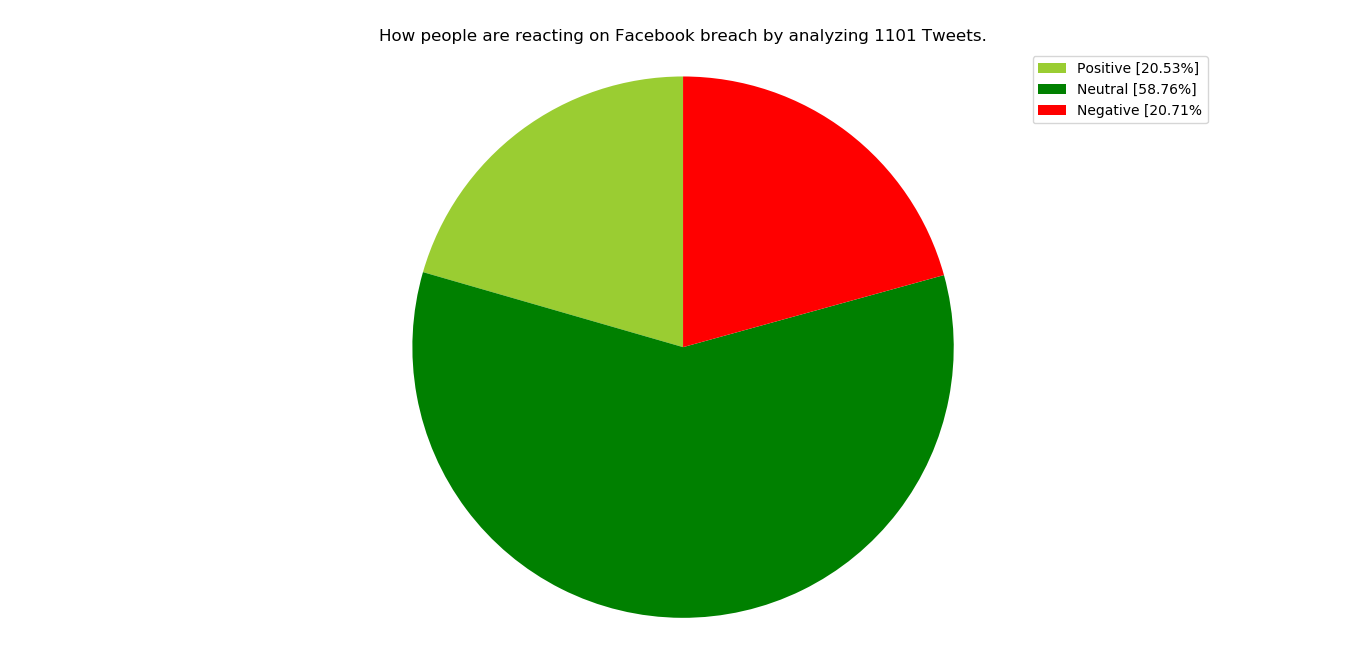 How people are reacting on Facebook breach by analyzing 1101 Tweets.
Positive [20.53%]
Neutral [58.76%]
Negative [20.71%